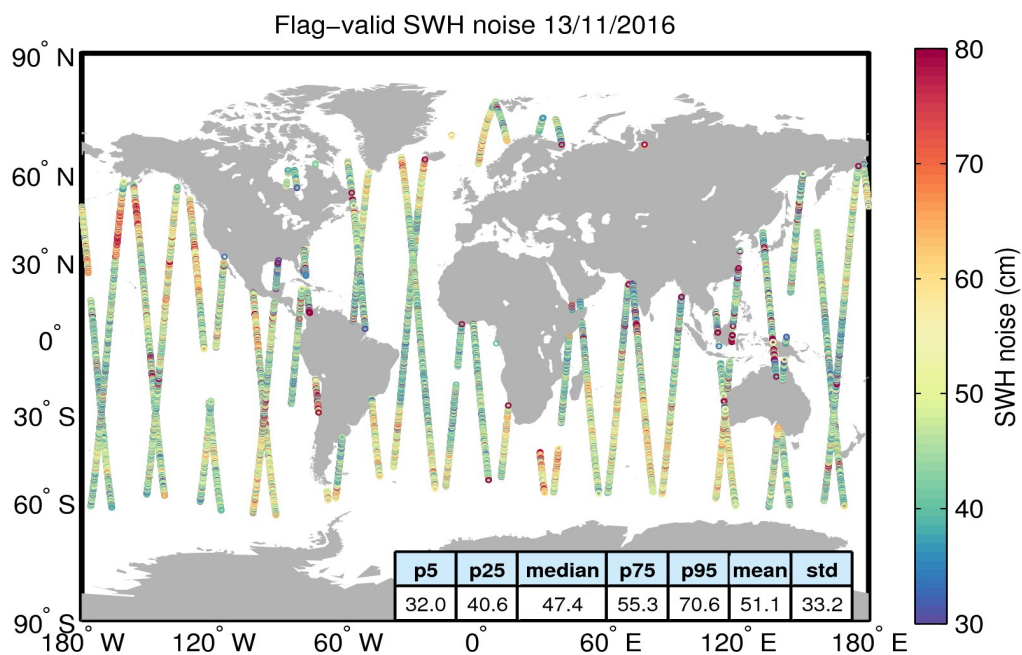 Flag−valid SWH noise 13/11/2016
90° N
60° N
30° N
0°
30° S
60° S
90° S
180° W
120° W
60° W
0°
60° E
120° E
180° E
80
70
60
50
40
30
SWH noise (cm)
p5 p25 median p75 p95 mean std
32.0 40.6 47.4 55.3 70.6 51.1 33.2